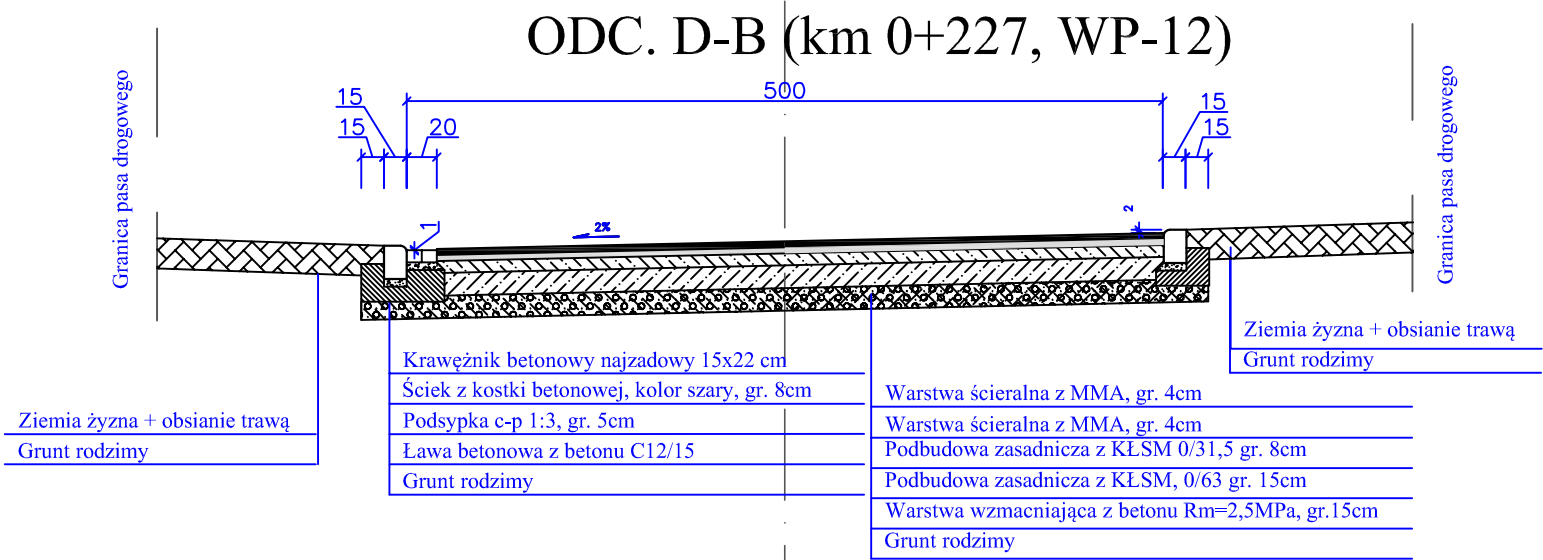 ODC. D-B (km 0+227, WP-12)
Granica pasa drogowego
Granica pasa drogowego
500
15
15
20
15
15
1
2%
2
Ziemia żyzna + obsianie trawą
Grunt rodzimy
Krawężnik betonowy najzadowy 15x22 cm
Ściek z kostki betonowej, kolor szary, gr. 8cm
Podsypka c-p 1:3, gr. 5cm
Ława betonowa z betonu C12/15
Grunt rodzimy
Warstwa ścieralna z MMA, gr. 4cm
Warstwa ścieralna z MMA, gr. 4cm
Podbudowa zasadnicza z KŁSM 0/31,5 gr. 8cm
Podbudowa zasadnicza z KŁSM, 0/63 gr. 15cm
Warstwa wzmacniająca z betonu Rm=2,5MPa, gr.15cm
Grunt rodzimy
Ziemia żyzna + obsianie trawą
Grunt rodzimy